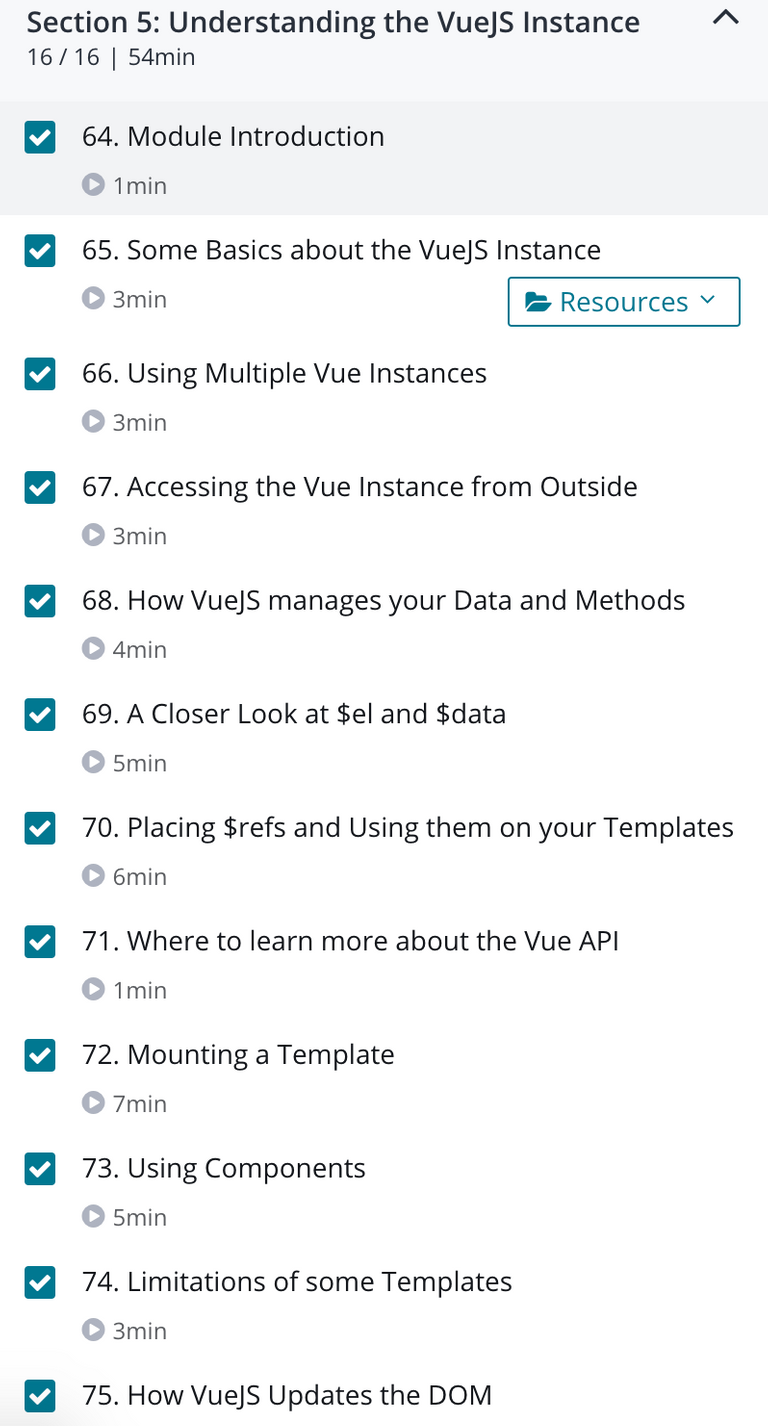 Section 5: Understanding the VueJS Instance
16 / 16 | 54min
64. Module Introduction
1min
65. Some Basics about the VueJS Instance
3min
Resources
66. Using Multiple Vue Instances
3min
67. Accessing the Vue Instance from Outside
3min
68. How VueJS manages your Data and Methods
4min
69. A Closer Look at $el and $data
5min
70. Placing $refs and Using them on your Templates
6min
71. Where to learn more about the Vue API
1min
72. Mounting a Template
7min
73. Using Components
5min
74. Limitations of some Templates
3min
75. How VueJS Updates the DOM